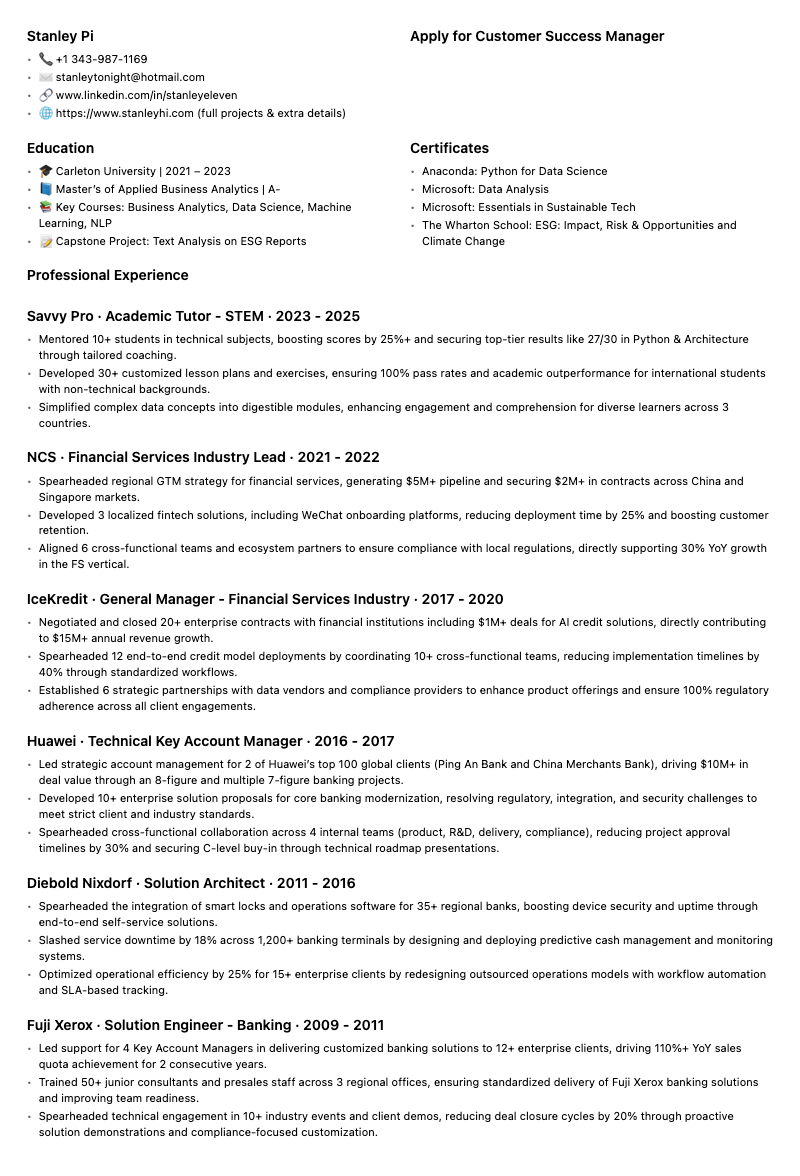 Stanley Pi
• 📞 +1 343-987-1169
• ✉️ stanleytonight@hotmail.com
• 🔗 www.linkedin.com/in/stanleyeleven
• 🌐 https://www.stanleyhi.com (full projects & extra details)
Apply for Customer Success Manager
Education
• 🎓 Carleton University | 2021 – 2023
• 📘 Master's of Applied Business Analytics | A-
• 📚 Key Courses: Business Analytics, Data Science, Machine
Learning, NLP
• 📝 Capstone Project: Text Analysis on ESG Reports
Certificates
• Anaconda: Python for Data Science
• Microsoft: Data Analysis
• Microsoft: Essentials in Sustainable Tech
• The Wharton School: ESG: Impact, Risk & Opportunities and
Climate Change
Professional Experience
Savvy Pro · Academic Tutor - STEM · 2023 - 2025
• Mentored 10+ students in technical subjects, boosting scores by 25%+ and securing top-tier results like 27/30 in Python & Architecture
through tailored coaching.
• Developed 30+ customized lesson plans and exercises, ensuring 100% pass rates and academic outperformance for international students
with non-technical backgrounds.
• Simplified complex data concepts into digestible modules, enhancing engagement and comprehension for diverse learners across 3
countries.
NCS · Financial Services Industry Lead · 2021 - 2022
• Spearheaded regional GTM strategy for financial services, generating $5M+ pipeline and securing $2M+ in contracts across China and
Singapore markets.
• Developed 3 localized fintech solutions, including WeChat onboarding platforms, reducing deployment time by 25% and boosting customer
retention.
• Aligned 6 cross-functional teams and ecosystem partners to ensure compliance with local regulations, directly supporting 30% YoY growth
in the FS vertical.
IceKredit · General Manager - Financial Services Industry · 2017 - 2020
• Negotiated and closed 20+ enterprise contracts with financial institutions including $1M+ deals for AI credit solutions, directly contributing
to $15M+ annual revenue growth.
• Spearheaded 12 end-to-end credit model deployments by coordinating 10+ cross-functional teams, reducing implementation timelines by
40% through standardized workflows.
• Established 6 strategic partnerships with data vendors and compliance providers to enhance product offerings and ensure 100% regulatory
adherence across all client engagements.
Huawei · Technical Key Account Manager · 2016 - 2017
• Led strategic account management for 2 of Huawei's top 100 global clients (Ping An Bank and China Merchants Bank), driving $10M+ in
deal value through an 8-figure and multiple 7-figure banking projects.
• Developed 10+ enterprise solution proposals for core banking modernization, resolving regulatory, integration, and security challenges to
meet strict client and industry standards.
• Spearheaded cross-functional collaboration across 4 internal teams (product, R&D, delivery, compliance), reducing project approval
timelines by 30% and securing C-level buy-in through technical roadmap presentations.
Diebold Nixdorf · Solution Architect · 2011 - 2016
• Spearheaded the integration of smart locks and operations software for 35+ regional banks, boosting device security and uptime through
end-to-end self-service solutions.
• Slashed service downtime by 18% across 1,200+ banking terminals by designing and deploying predictive cash management and monitoring
systems.
• Optimized operational efficiency by 25% for 15+ enterprise clients by redesigning outsourced operations models with workflow automation
and SLA-based tracking.
Fuji Xerox · Solution Engineer - Banking · 2009 - 2011
• Led support for 4 Key Account Managers in delivering customized banking solutions to 12+ enterprise clients, driving 110%+ YoY sales
quota achievement for 2 consecutive years.
• Trained 50+ junior consultants and presales staff across 3 regional offices, ensuring standardized delivery of Fuji Xerox banking solutions
and improving team readiness.
• Spearheaded technical engagement in 10+ industry events and client demos, reducing deal closure cycles by 20% through proactive
solution demonstrations and compliance-focused customization.